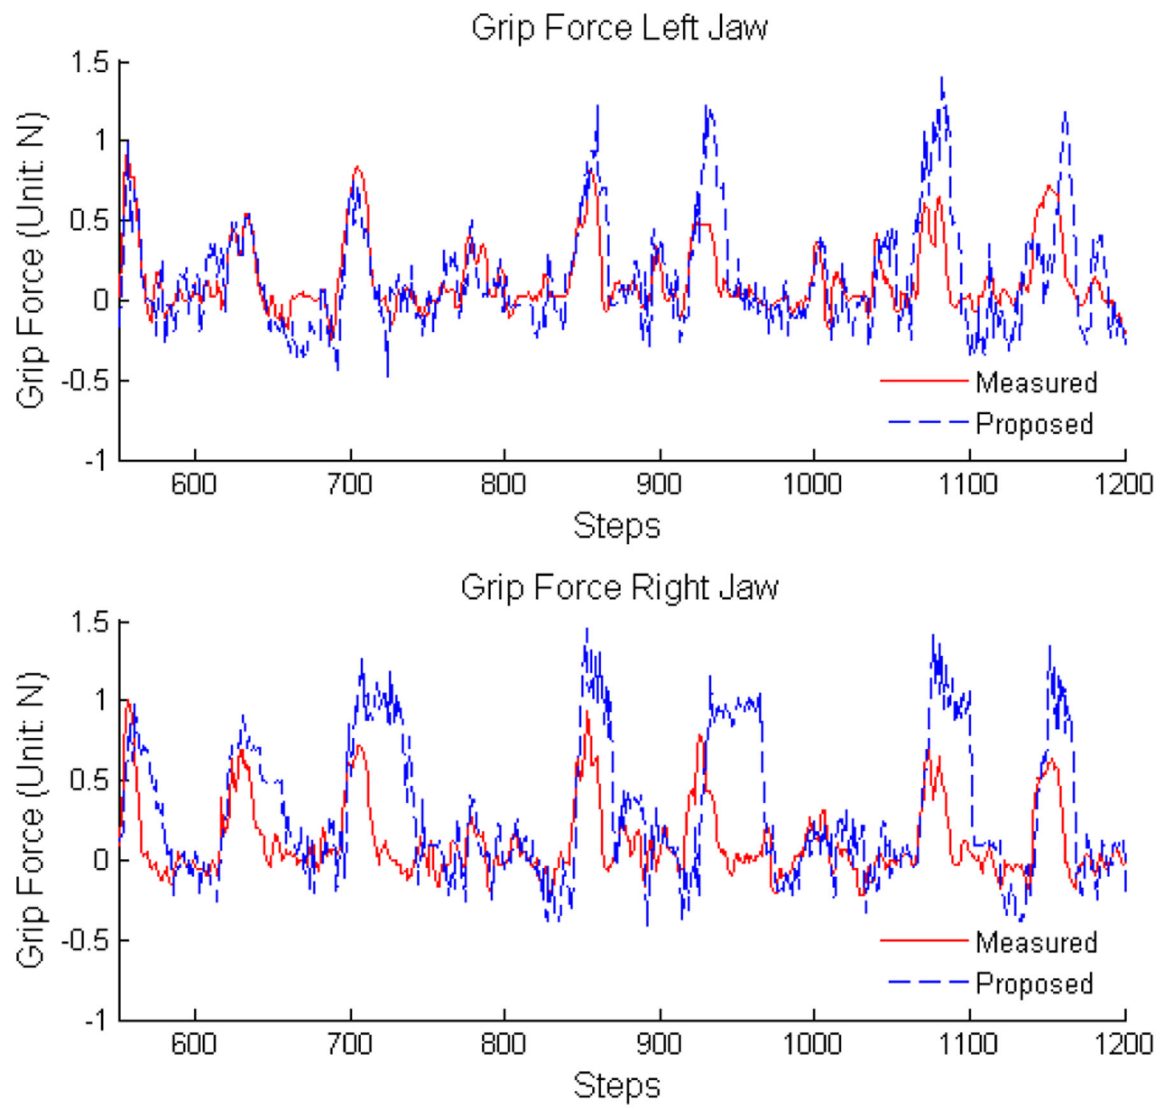 Grip Force Left Jaw
1.5
1
0.5
0
-0.5
-1
Grip Force (Unit: N)
Measured
Proposed
600 700 800 900 1000 1100 1200
Steps
Grip Force Right Jaw
1.5
1
0.5
0
-0.5
-1
Grip Force (Unit: N)
Measured
Proposed
600 700 800 900 1000 1100 1200
Steps